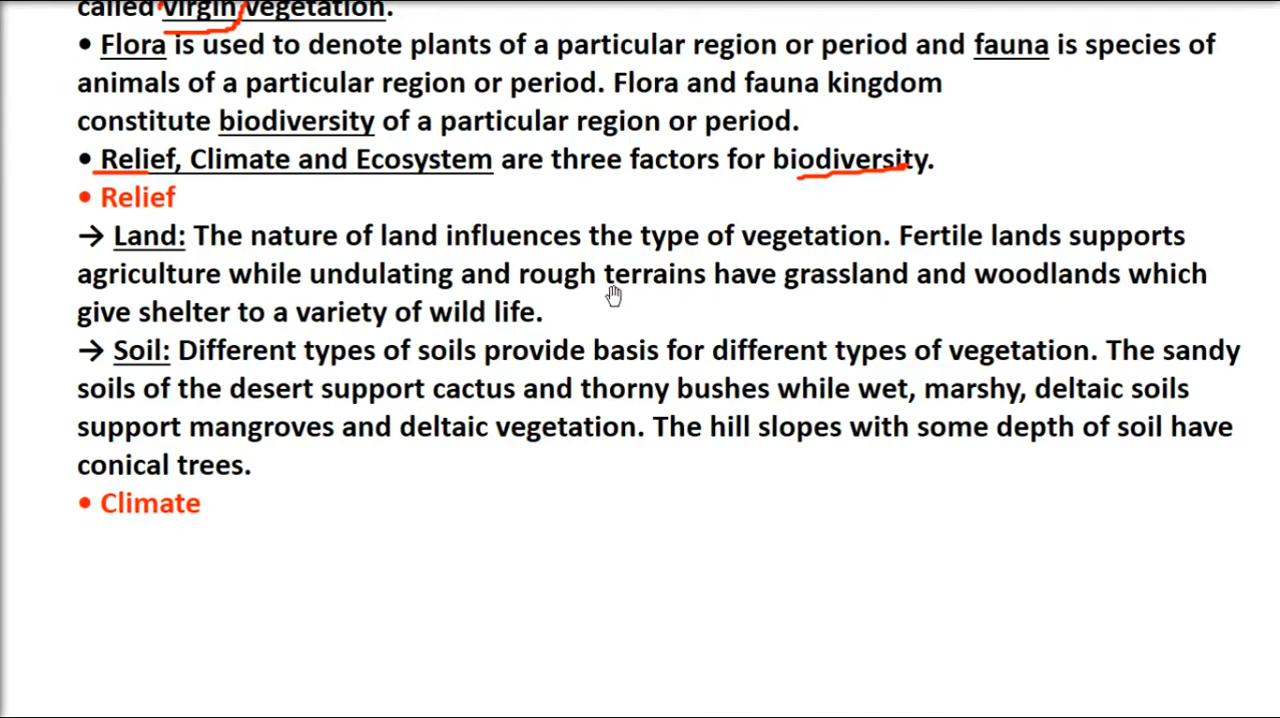 called virgin vegetation.
• Flora is used to denote plants of a particular region or period and fauna is species of
animals of a particular region or period. Flora and fauna kingdom
constitute biodiversity of a particular region or period.
• Relief, Climate and Ecosystem are three factors for biodiversity.
• Relief
→ Land: The nature of land influences the type of vegetation. Fertile lands supports
agriculture while undulating and rough terrains have grassland and woodlands which
give shelter to a variety of wild life.
→ Soil: Different types of soils provide basis for different types of vegetation. The sandy
soils of the desert support cactus and thorny bushes while wet, marshy, deltaic soils
support mangroves and deltaic vegetation. The hill slopes with some depth of soil have
conical trees.
• Climate